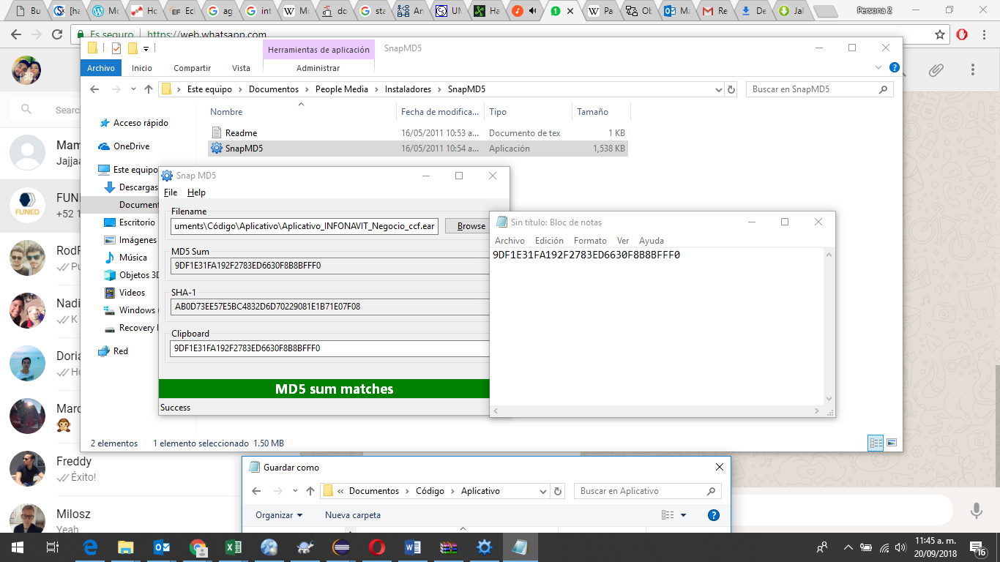 Bu
[ha
Mo
Ho
EF Ecl
ag
int
Mo
do
sta
An
UM
Ha
Pa
Ob
Ma
Re
De
Jal
Persona 2
Es seguro
https://web.whatsapp.com
Herramientas de aplicación
SnapMD5
Archivo
Inicio
Compartir
Vista
Administrar
Este equipo
Documentos
People Media
Instaladores
SnapMD5
Buscar en SnapMD5
Searc
Nombre
Fecha de modifica...
Tipo
Tamaño
Acceso rápido
Readme
16/05/2011 10:53 a...
Documento de tex
1 KB
SnapMD5
16/05/2011 10:54 a...
Aplicación
1,538 KB
OneDrive
Este equipo
Descargas
Document
Escritorio
Imágenes
Música
Objetos 3D
Videos
Windows (
Recovery
Red
Mam
Jajjaa
FUNE
FUNED
+52 1
RodR
Pu
Nadi
K
Doria
Ho
Marc
Freddy
Éxito!
Milosz
Yeah
Snap MD5
File
Help
Filename
uments\Código\Aplicativo\Aplicativo_INFONAVIT_Negocio_ccf.ear
Browse
MD5 Sum
9DF1E31FA192F2783ED6630F8B8BFFF0
SHA-1
AB0D73EE57E5BC4832D6D70229081E1B71E07F08
Clipboard
9DF1E31FA192F2783ED6630F8B8BFFF0
MD5 sum matches
Success
Sin título: Bloc de notas
Archivo
Edición
Formato
Ver
Ayuda
9DF1E31FA192F2783ED6630F8B8BFFF0
2 elementos
1 elemento seleccionado 1.50 MB
Guardar como
« Documentos
Código
Aplicativo
Buscar en Aplicativo
Organizar
Nueva carpeta
11:45 a. m.
20/09/2018
16